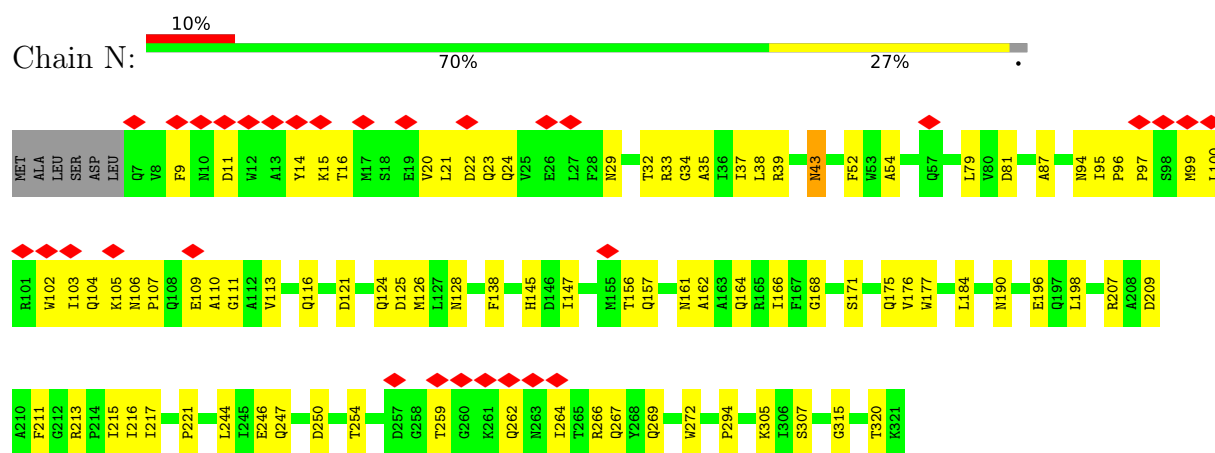 10%
Chain N:
70% 27% •
MET ALA LEU SER ASP LEU Q7 V8 F9 N10 D11 W12 A13 Y14 K15 T16 M17 S18 E19 V20 L21 D22 Q23 Q24 V25 E26 L27 F28 N29 T32 R33 G34 A35 I36 I37 L38 R39 N43 F52 W53 A54 Q57 L79 V80 D81 A87 N94 I95 P96 P97 S98 M99 L100
R101 W102 I103 Q104 K105 N106 P107 Q108 E109 A110 G111 A112 V113 Q116 D121 Q124 D125 M126 L127 N128 F138 H145 D146 I147 M155 T156 Q157 N161 A162 A163 Q164 R165 I166 F167 G168 S171 Q175 V176 W177 L184 N190 E196 Q197 L198 R207 A208 D209
A210 F211 G212 R213 P214 I215 I216 I217 P221 L244 I245 E246 Q247 D250 T254 D257 G258 T259 G260 K261 Q262 N263 I264 T265 R266 Q267 Y268 Q269 W272 P294 K305 I306 S307 G315 T320 K321